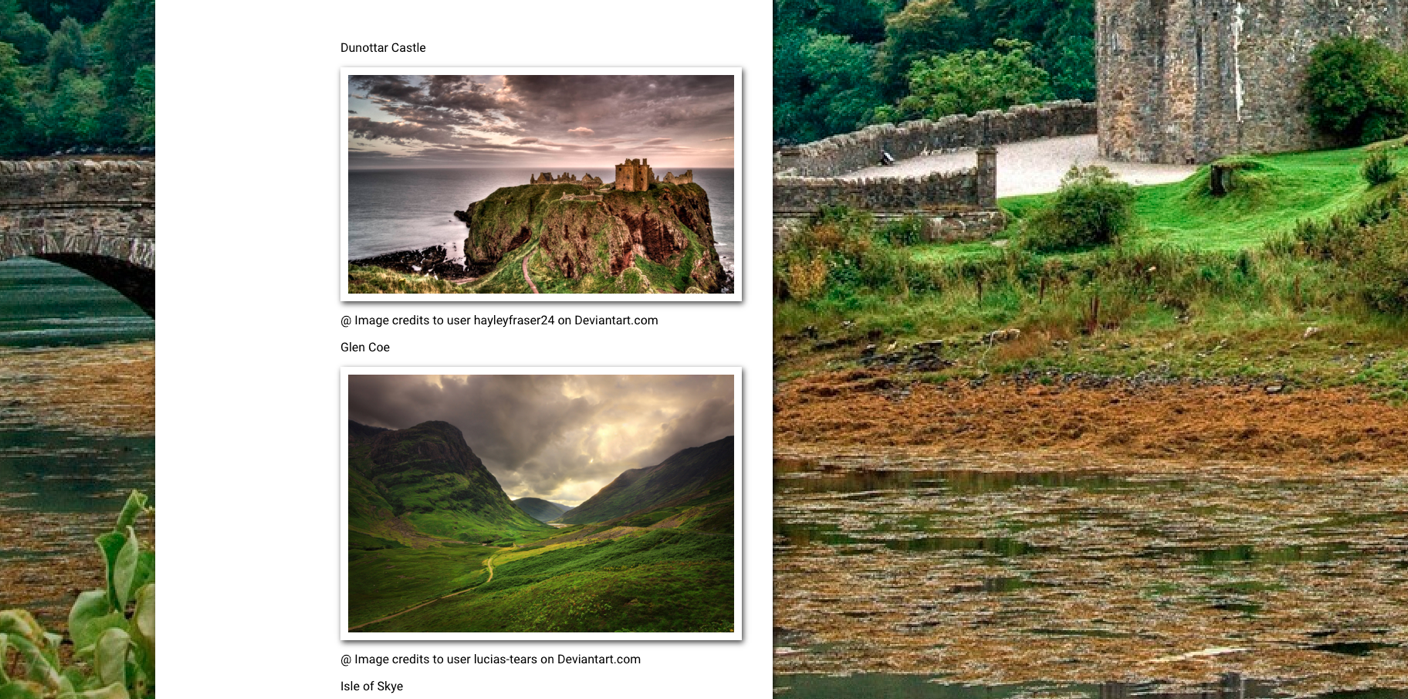 Dunottar Castle
@ Image credits to user hayleyfraser24 on Deviantart.com
Glen Coe
@ Image credits to user lucias-tears on Deviantart.com
Isle of Skye